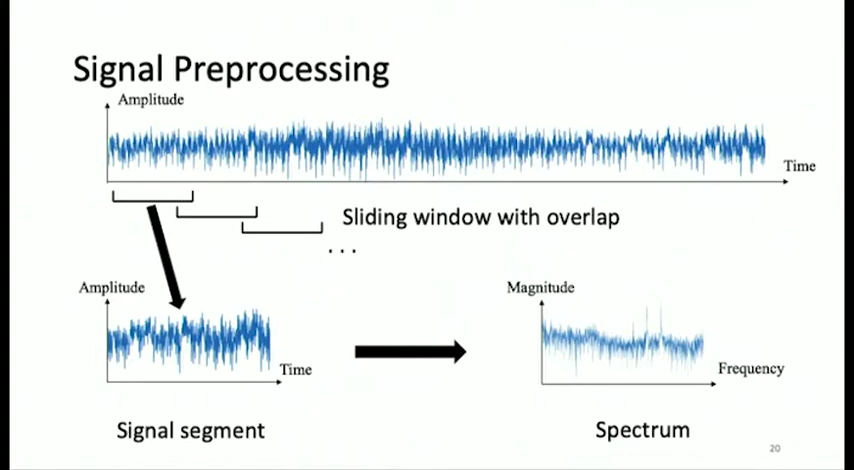 Signal Preprocessing
Amplitude
Time
Sliding window with overlap
. . .
Amplitude
Time
Magnitude
Frequency
Signal segment
Spectrum
20